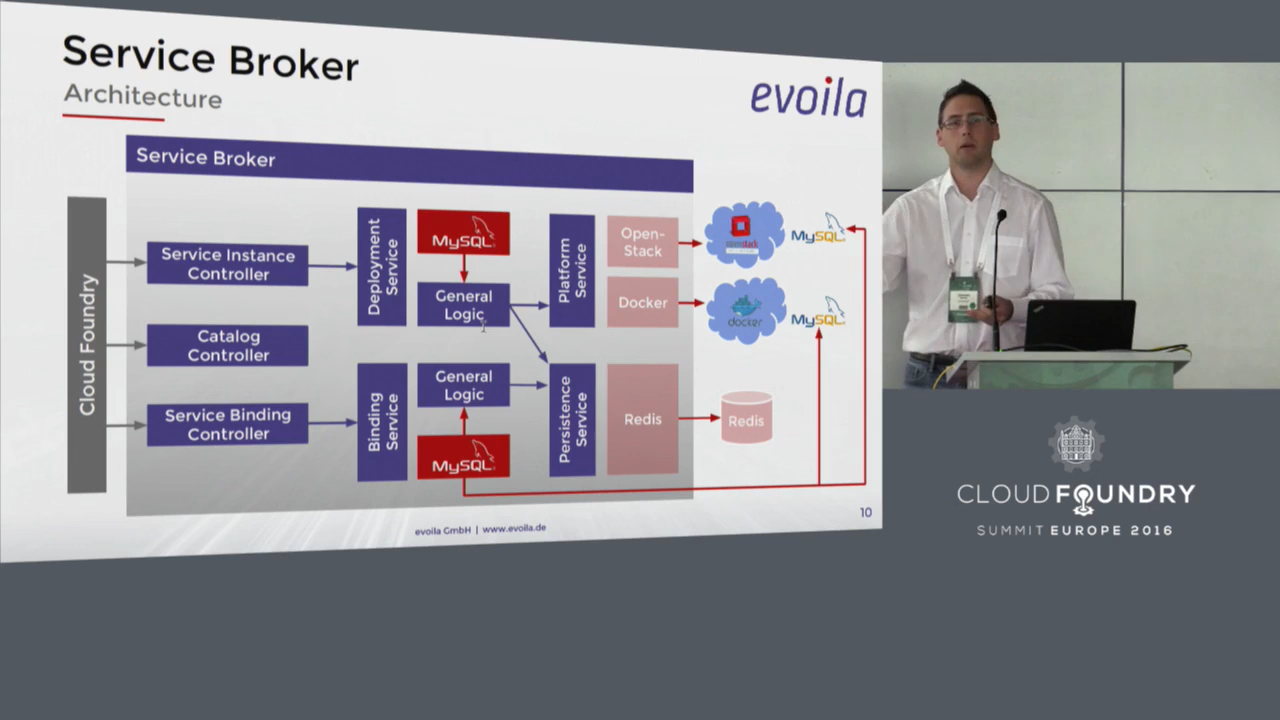 Service Broker
Architecture
evoila
Service Broker
Cloud Foundry
Service Instance
Controller
Catalog
Controller
Service Binding
Controller
Deployment
Service
Binding
Service
MySQL
General
Logic
General
Logic
MySQL
Platform
Service
Persistence
Service
Open-
Stack
Docker
Redis
openstack
docker
Redis
MySQL
MySQL
evoila GmbH | www.evoila.de
10
CLOUD FOUNDRY
SUMMIT EUROPE 2016